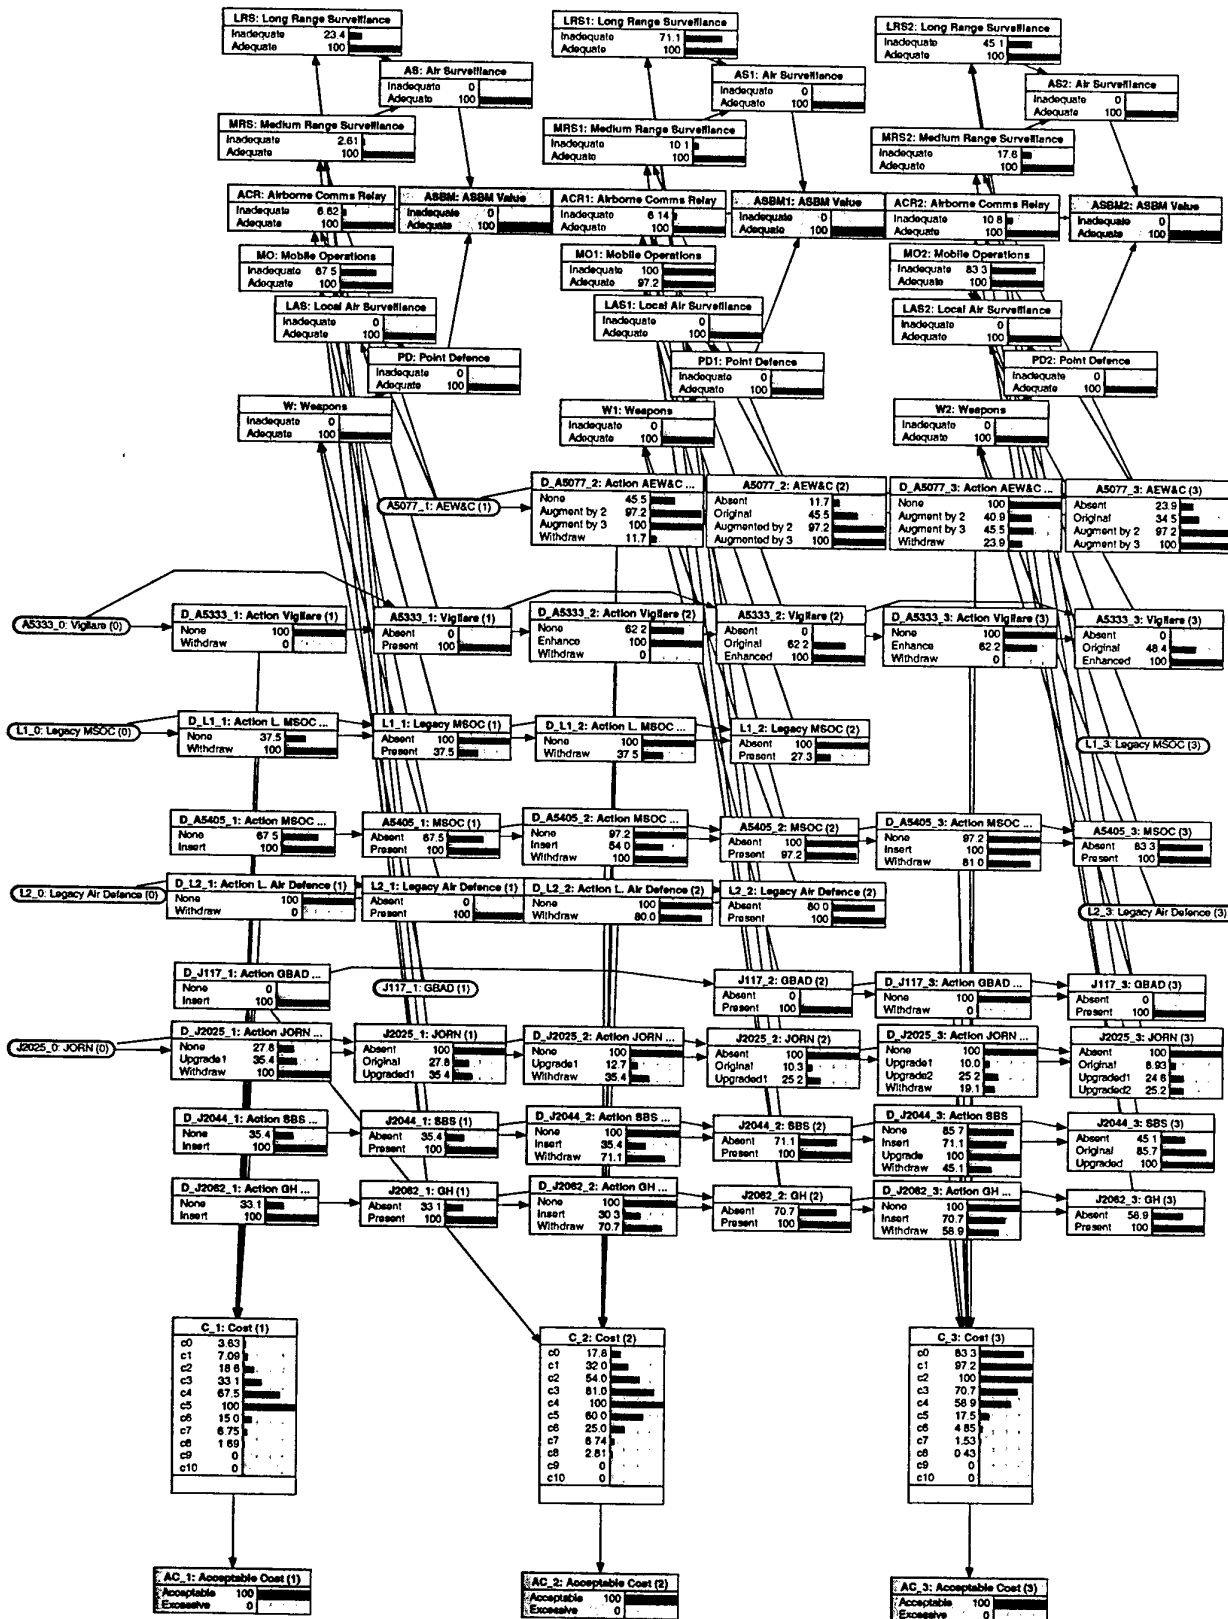 LRS: Long Range Surveillance
Inadequate 23.4
Adequate 100
LRS1: Long Range Surveillance
Inadequate 71.1
Adequate 100
LRS2: Long Range Surveillance
Inadequate 45.1
Adequate 100
AS: Air Surveillance
Inadequate 0
Adequate 100
AS1: Air Surveillance
Inadequate 0
Adequate 100
AS2: Air Surveillance
Inadequate 0
Adequate 100
MRS: Medium Range Surveillance
Inadequate 2.61
Adequate 100
MRS1: Medium Range Surveillance
Inadequate 10.1
Adequate 100
MRS2: Medium Range Surveillance
Inadequate 17.6
Adequate 100
ACR: Airborne Comms Relay
Inadequate 6.62
Adequate 100
ASBM: ASBM Value
Inadequate 0
Adequate 100
ACR1: Airborne Comms Relay
Inadequate 6.14
Adequate 100
ASBM1: ASBM Value
Inadequate 0
Adequate 100
ACR2: Airborne Comms Relay
Inadequate 10.8
Adequate 100
ASBM2: ASBM Value
Inadequate 0
Adequate 100
MO: Mobile Operations
Inadequate 67.5
Adequate 100
MO1: Mobile Operations
Inadequate 100
Adequate 97.2
MO2: Mobile Operations
Inadequate 83.3
Adequate 100
LAS: Local Air Surveillance
Inadequate 0
Adequate 100
LAS1: Local Air Surveillance
Inadequate 0
Adequate 100
LAS2: Local Air Surveillance
Inadequate 0
Adequate 100
PD: Point Defence
Inadequate 0
Adequate 100
PD1: Point Defence
Inadequate 0
Adequate 100
PD2: Point Defence
Inadequate 0
Adequate 100
W: Weapons
Inadequate 0
Adequate 100
W1: Weapons
Inadequate 0
Adequate 100
W2: Weapons
Inadequate 0
Adequate 100
A5077_1: AEW&C (1)
D_A5077_2: Action AEW&C ...
None 45.5
Augment by 2 97.2
Augment by 3 100
Withdraw 11.7
A5077_2: AEW&C (2)
Absent 11.7
Original 45.5
Augmented by 2 97.2
Augmented by 3 100
D_A5077_3: Action AEW&C ...
None 100
Augment by 2 40.9
Augment by 3 45.5
Withdraw 23.9
A5077_3: AEW&C (3)
Absent 23.9
Original 34.5
Augmented by 2 97.2
Augmented by 3 100
A5333_0: Vigilare (0)
D_A5333_1: Action Vigilare (1)
None 100
Withdraw 0
A5333_1: Vigilare (1)
Absent 0
Present 100
D_A5333_2: Action Vigilare (2)
None 62.2
Enhance 100
Withdraw 0
A5333_2: Vigilare (2)
Absent 0
Original 62.2
Enhanced 100
D_A5333_3: Action Vigilare (3)
None 100
Enhance 62.2
Withdraw 0
A5333_3: Vigilare (3)
Absent 0
Original 48.4
Enhanced 100
L1_0: Legacy MSOC (0)
D_L1_1: Action L. MSOC ...
None 37.5
Withdraw 100
L1_1: Legacy MSOC (1)
Absent 100
Present 37.5
D_L1_2: Action L. MSOC ...
None 100
Withdraw 37.5
L1_2: Legacy MSOC (2)
Absent 100
Present 27.3
L1_3: Legacy MSOC (3)
D_A5405_1: Action MSOC ...
None 67.5
Insert 100
A5405_1: MSOC (1)
Absent 67.5
Present 100
D_A5405_2: Action MSOC ...
None 97.2
Insert 54.0
Withdraw 100
A5405_2: MSOC (2)
Absent 100
Present 97.2
D_A5405_3: Action MSOC ...
None 97.2
Insert 100
Withdraw 81.0
A5405_3: MSOC (3)
Absent 83.3
Present 100
L2_0: Legacy Air Defence (0)
D_L2_1: Action L. Air Defence (1)
None 100
Withdraw 0
L2_1: Legacy Air Defence (1)
Absent 0
Present 100
D_L2_2: Action L. Air Defence (2)
None 100
Withdraw 80.0
L2_2: Legacy Air Defence (2)
Absent 80.0
Present 100
L2_3: Legacy Air Defence (3)
D_J117_1: Action GBAD ...
None 0
Insert 100
J117_1: GBAD (1)
J117_2: GBAD (2)
Absent 0
Present 100
D_J117_3: Action GBAD ...
None 100
Withdraw 0
J117_3: GBAD (3)
Absent 0
Present 100
J2025_0: JORN (0)
D_J2025_1: Action JORN ...
None 27.8
Upgrade1 35.4
Withdraw 100
J2025_1: JORN (1)
Absent 100
Original 27.8
Upgraded1 35.4
D_J2025_2: Action JORN ...
None 100
Upgrade1 12.7
Withdraw 35.4
J2025_2: JORN (2)
Absent 100
Original 10.3
Upgraded1 25.2
D_J2025_3: Action JORN ...
None 100
Upgrade1 10.0
Upgrade2 25.2
Withdraw 19.1
J2025_3: JORN (3)
Absent 100
Original 8.93
Upgraded1 24.6
Upgraded2 25.2
D_J2044_1: Action SBS ...
None 35.4
Insert 100
J2044_1: SBS (1)
Absent 35.4
Present 100
D_J2044_2: Action SBS ...
None 100
Insert 35.4
Withdraw 71.1
J2044_2: SBS (2)
Absent 71.1
Present 100
D_J2044_3: Action SBS
None 85.7
Insert 71.1
Upgrade 100
Withdraw 45.1
J2044_3: SBS (3)
Absent 45.1
Original 85.7
Upgraded 100
D_J2062_1: Action GH ...
None 33.1
Insert 100
J2062_1: GH (1)
Absent 33.1
Present 100
D_J2062_2: Action GH ...
None 100
Insert 30.3
Withdraw 70.7
J2062_2: GH (2)
Absent 70.7
Present 100
D_J2062_3: Action GH ...
None 100
Insert 70.7
Withdraw 58.9
J2062_3: GH (3)
Absent 58.9
Present 100
C_1: Cost (1)
c0 3.63
c1 7.09
c2 18.6
c3 33.1
c4 67.5
c5 100
c6 15.0
c7 6.75
c8 1.69
c9 0
c10 0
C_2: Cost (2)
c0 17.8
c1 32.0
c2 54.0
c3 81.0
c4 100
c5 60.0
c6 25.0
c7 6.74
c8 2.81
c9 0
c10 0
C_3: Cost (3)
c0 83.3
c1 97.2
c2 100
c3 70.7
c4 58.9
c5 17.5
c6 4.85
c7 1.53
c8 0.43
c9 0
c10 0
AC_1: Acceptable Cost (1)
Acceptable 100
Excessive 0
AC_2: Acceptable Cost (2)
Acceptable 100
Excessive 0
AC_3: Acceptable Cost (3)
Acceptable 100
Excessive 0